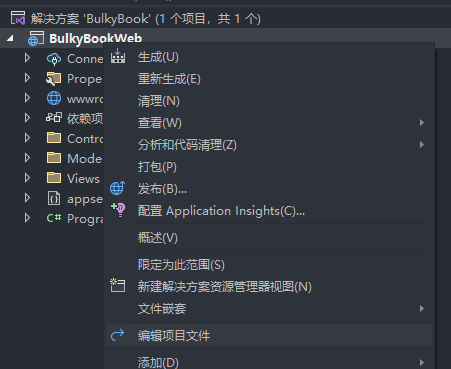 解决方案 'BulkyBook' (1 个项目，共 1 个)
BulkyBookWeb
Conne
生成(U)
Prope
重新生成(E)
wwwro
清理(N)
依赖项
查看(W)
Contro
分析和代码清理(Z)
Mode
打包(P)
Views
发布(B)...
appse
配置 Application Insights(C)...
Progra
概述(V)
限定为此范围(S)
新建解决方案资源管理器视图(N)
文件嵌套
编辑项目文件
添加(D)